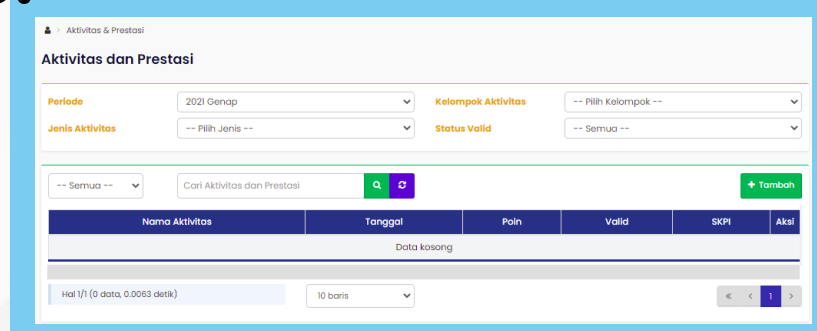 Aktivitas & Prestasi
Aktivitas dan Prestasi
Periode 2021 Genap Kelompok Aktivitas -- Pilih Kelompok --
Jenis Aktivitas -- Pilih Jenis -- Status Valid -- Semua --
-- Semua -- Cari Aktivitas dan Prestasi + Tambah
Nama Aktivitas Tanggal Poin Valid SKPI Aksi
Data kosong
Hal 1/1 (0 data, 0.0063 detik) 10 baris « ‹ 1 ›